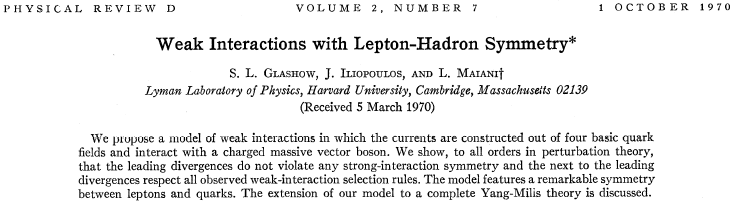 PHYSICAL REVIEW D VOLUME 2, NUMBER 7 1 OCTOBER 1970
Weak Interactions with Lepton-Hadron Symmetry*
S. L. GLASHOW, J. ILIOPOULOS, AND L. MAIANI†
Lyman Laboratory of Physics, Harvard University, Cambridge, Massachusetts 02139
(Received 5 March 1970)
We propose a model of weak interactions in which the currents are constructed out of four basic quark
fields and interact with a charged massive vector boson. We show, to all orders in perturbation theory,
that the leading divergences do not violate any strong-interaction symmetry and the next to the leading
divergences respect all observed weak-interaction selection rules. The model features a remarkable symmetry
between leptons and quarks. The extension of our model to a complete Yang-Milis theory is discussed.